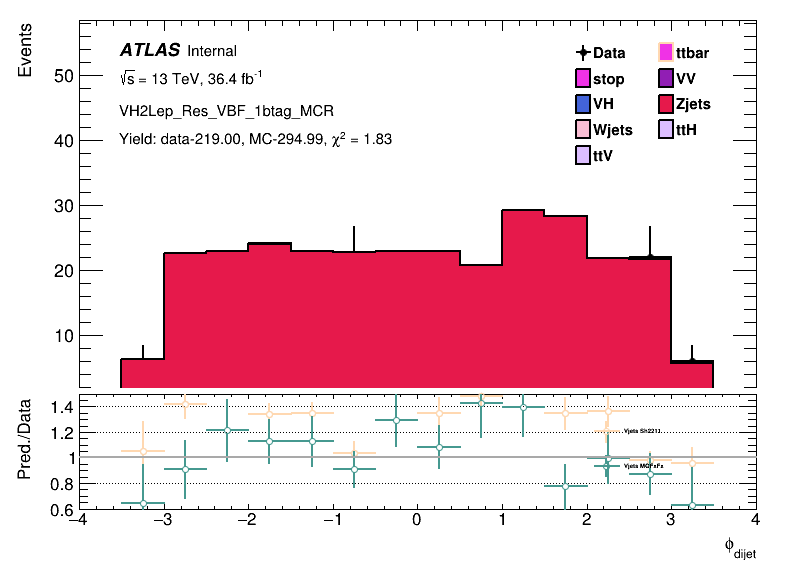 Events
ATLAS Internal
√s = 13 TeV, 36.4 fb⁻¹
VH2Lep_Res_VBF_1btag_MCR
Yield: data-219.00, MC-294.99, χ² = 1.83
Data
ttbar
stop
VV
VH
Zjets
Wjets
ttH
ttV
50
40
30
20
10
Pred./Data
1.4
1.2
1
0.8
0.6
Vjets Sh2211
Vjets MGFxFx
−4 −3 −2 −1 0 1 2 3 4
ϕdijet